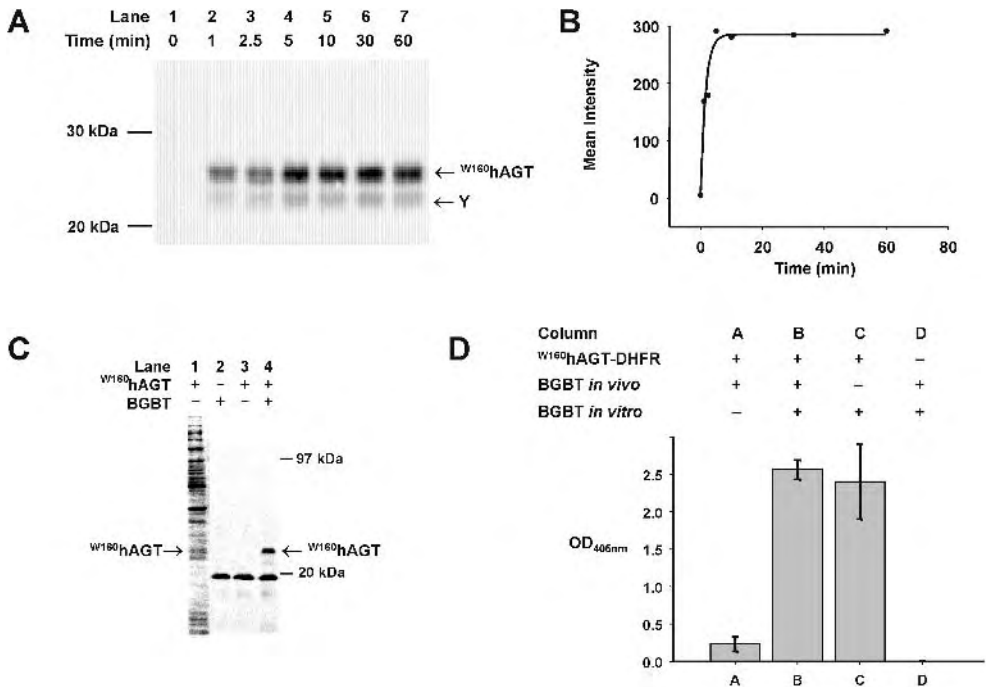 A
Lane 1 2 3 4 5 6 7
Time (min) 0 1 2.5 5 10 30 60
30 kDa
← W160hAGT
← Y
20 kDa
B
300
200
100
0
Mean Intensity
0 20 40 60 80
Time (min)
C
Lane 1 2 3 4
W160hAGT + − + +
BGBT − + − +
97 kDa
W160hAGT→
← W160hAGT
20 kDa
D
Column A B C D
W160hAGT-DHFR + + + −
BGBT in vivo + + − +
BGBT in vitro − + + +
2.5
2.0
1.5
1.0
0.5
0.0
OD405nm
A B C D